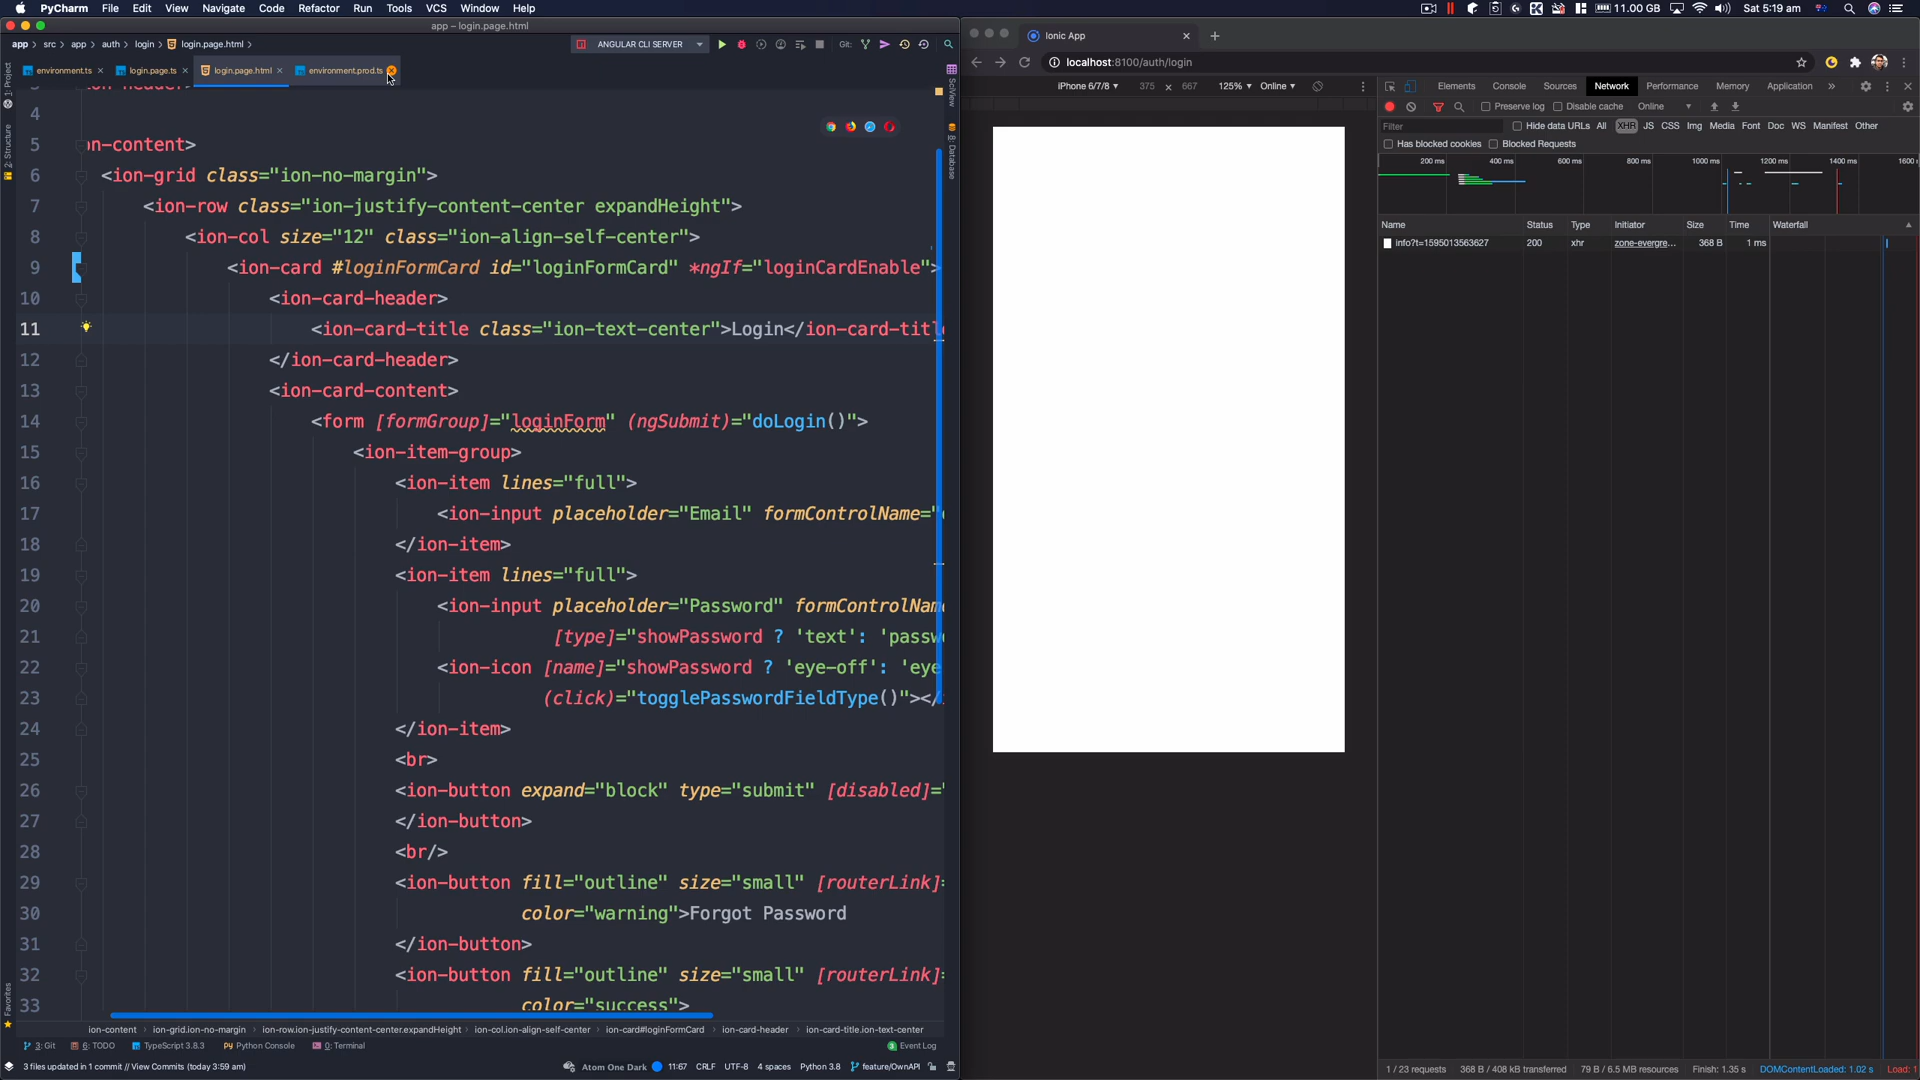 PyCharm File Edit View Navigate Code Refactor Run Tools VCS Window Help
11.00 GB Sat 5:19 am
app – login.page.html
app src app auth login login.page.html
ANGULAR CLI SERVER Git:
environment.ts login.page.ts login.page.html environment.prod.ts
1: Project
2: Structure
Favorites
SciView
Database
4
5 on-content>
6 <ion-grid class="ion-no-margin">
7 <ion-row class="ion-justify-content-center expandHeight">
8 <ion-col size="12" class="ion-align-self-center">
9 <ion-card #loginFormCard id="loginFormCard" *ngIf="loginCardEnable">
10 <ion-card-header>
11 <ion-card-title class="ion-text-center">Login</ion-card-titl
12 </ion-card-header>
13 <ion-card-content>
14 <form [formGroup]="loginForm" (ngSubmit)="doLogin()">
15 <ion-item-group>
16 <ion-item lines="full">
17 <ion-input placeholder="Email" formControlName="
18 </ion-item>
19 <ion-item lines="full">
20 <ion-input placeholder="Password" formControlName
21 [type]="showPassword ? 'text': 'passw
22 <ion-icon [name]="showPassword ? 'eye-off': 'eye
23 (click)="togglePasswordFieldType()"></
24 </ion-item>
25 <br>
26 <ion-button expand="block" type="submit" [disabled]="
27 </ion-button>
28 <br/>
29 <ion-button fill="outline" size="small" [routerLink]=
30 color="warning">Forgot Password
31 </ion-button>
32 <ion-button fill="outline" size="small" [routerLink]=
33 color="success">
ion-content ion-grid.ion-no-margin ion-row.ion-justify-content-center.expandHeight ion-col.ion-align-self-center ion-card#loginFormCard ion-card-header ion-card-title.ion-text-center
3: Git 6: TODO TypeScript 3.8.3 Python Console 0: Terminal 3 Event Log
3 files updated in 1 commit // View Commits (today 3:59 am) Atom One Dark 11:67 CRLF UTF-8 4 spaces Python 3.8 feature/OwnAPI
Ionic App
localhost:8100/auth/login
iPhone 6/7/8 375 × 667 125% Online
Elements Console Sources Network Performance Memory Application »
Preserve log Disable cache Online
Filter Hide data URLs All XHR JS CSS Img Media Font Doc WS Manifest Other
Has blocked cookies Blocked Requests
200 ms 400 ms 600 ms 800 ms 1000 ms 1200 ms 1400 ms 1600
Name Status Type Initiator Size Time Waterfall
info?t=1595013563627 200 xhr zone-evergre... 368 B 1 ms
1 / 23 requests 368 B / 408 kB transferred 79 B / 6.5 MB resources Finish: 1.35 s DOMContentLoaded: 1.02 s Load: 1